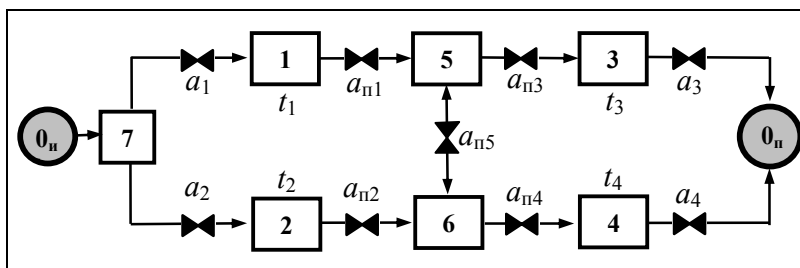 1 5 3
a₁ aп₁ aп₃ a₃
t₁ t₃
0и 7 aп₅ 0п
t₂ t₄
a₂ aп₂ aп₄ a₄
2 6 4